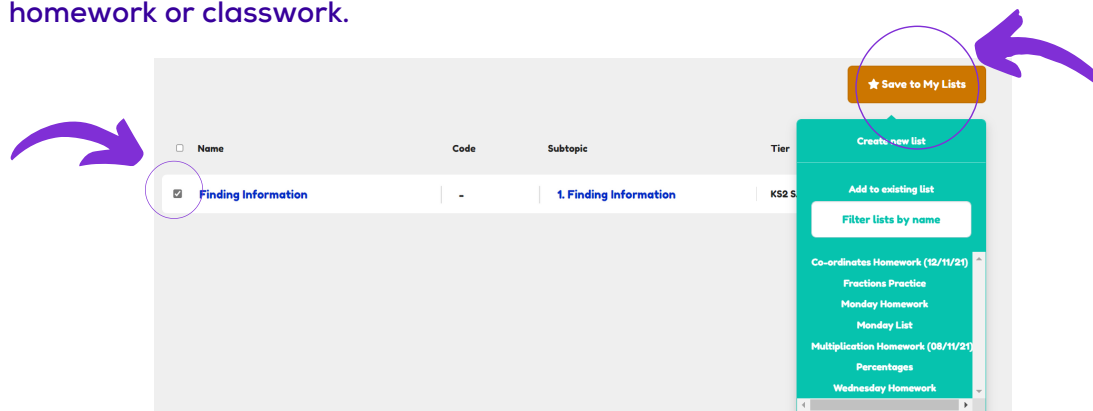 homework or classwork.
Save to My Lists
Create new list
Name Code Subtopic Tier
Add to existing list
Finding Information - 1. Finding Information KS2 S
Filter lists by name
Co-ordinates Homework (12/11/21)
Fractions Practice
Monday Homework
Monday List
Multiplication Homework (08/11/21)
Percentages
Wednesday Homework